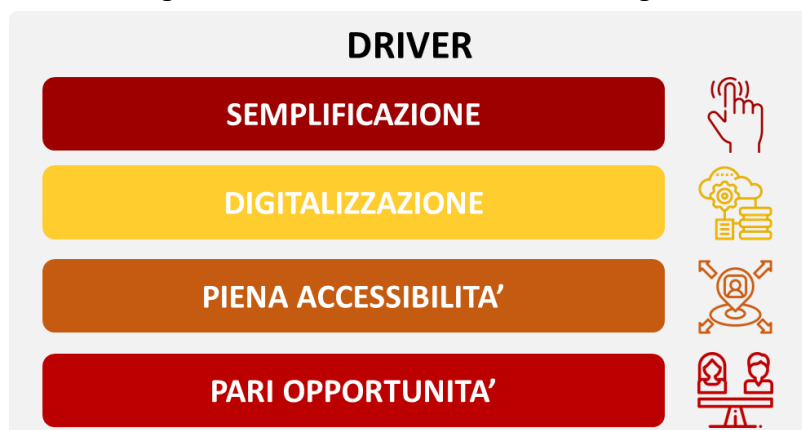 DRIVER
SEMPLIFICAZIONE
DIGITALIZZAZIONE
PIENA ACCESSIBILITA’
PARI OPPORTUNITA’